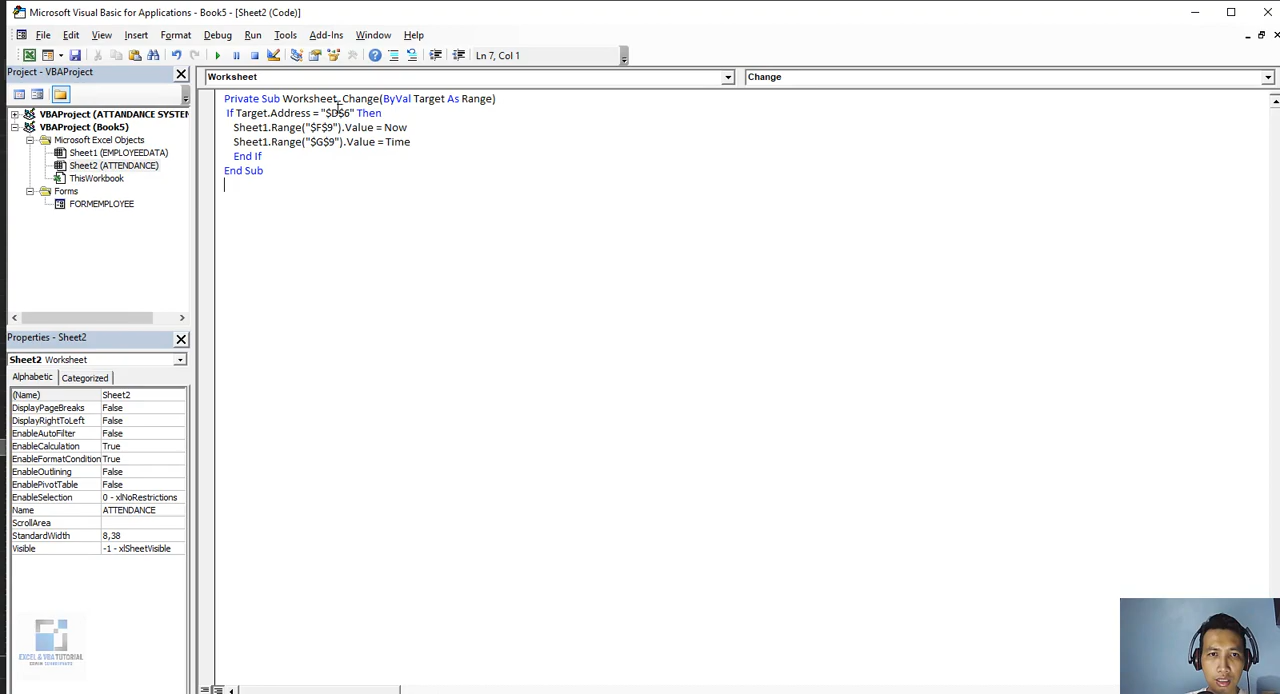 Microsoft Visual Basic for Applications - Book5 - [Sheet2 (Code)]
File Edit View Insert Format Debug Run Tools Add-Ins Window Help
Ln 7, Col 1
Project - VBAProject
Worksheet
Change
VBAProject (ATTANDANCE SYSTEM
VBAProject (Book5)
Microsoft Excel Objects
Sheet1 (EMPLOYEEDATA)
Sheet2 (ATTENDANCE)
ThisWorkbook
Forms
FORMEMPLOYEE
Private Sub Worksheet_Change(ByVal Target As Range)
If Target.Address = "$D$6" Then
Sheet1.Range("$F$9").Value = Now
Sheet1.Range("$G$9").Value = Time
End If
End Sub
Properties - Sheet2
Sheet2 Worksheet
Alphabetic Categorized
(Name) Sheet2
DisplayPageBreaks False
DisplayRightToLeft False
EnableAutoFilter False
EnableCalculation True
EnableFormatCondition True
EnableOutlining False
EnablePivotTable False
EnableSelection 0 - xlNoRestrictions
Name ATTENDANCE
ScrollArea
StandardWidth 8,38
Visible -1 - xlSheetVisible
EXCEL & VBA TUTORIAL